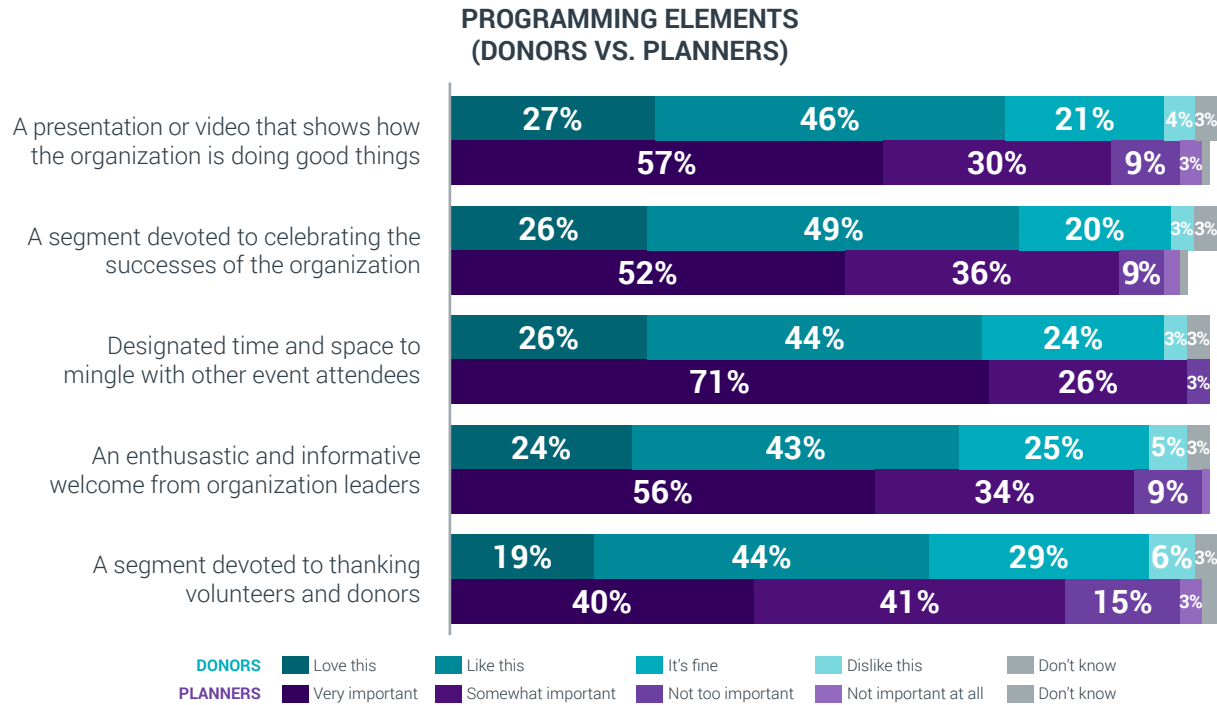 PROGRAMMING ELEMENTS
(DONORS VS. PLANNERS)
A presentation or video that shows how
the organization is doing good things
27% 46% 21% 4% 3%
57% 30% 9% 3%
A segment devoted to celebrating the
successes of the organization
26% 49% 20% 3% 3%
52% 36% 9%
Designated time and space to
mingle with other event attendees
26% 44% 24% 3% 3%
71% 26% 3%
An enthusastic and informative
welcome from organization leaders
24% 43% 25% 5% 3%
56% 34% 9%
A segment devoted to thanking
volunteers and donors
19% 44% 29% 6% 3%
40% 41% 15% 3%
DONORS Love this Like this It's fine Dislike this Don't know
PLANNERS Very important Somewhat important Not too important Not important at all Don't know